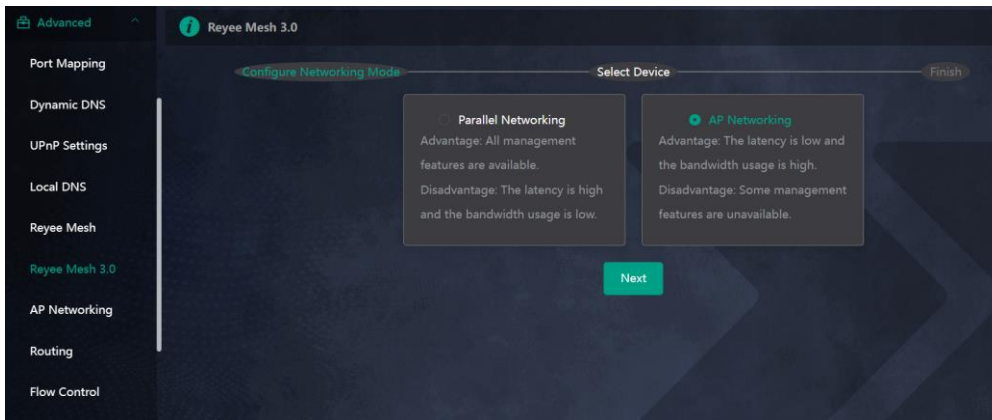 Advanced
Port Mapping
Dynamic DNS
UPnP Settings
Local DNS
Reyee Mesh
Reyee Mesh 3.0
AP Networking
Routing
Flow Control
i Reyee Mesh 3.0
Configure Networking Mode
Select Device
Finish
Parallel Networking
Advantage: All management
features are available.
Disadvantage: The latency is high
and the bandwidth usage is low.
AP Networking
Advantage: The latency is low and
the bandwidth usage is high.
Disadvantage: Some management
features are unavailable.
Next